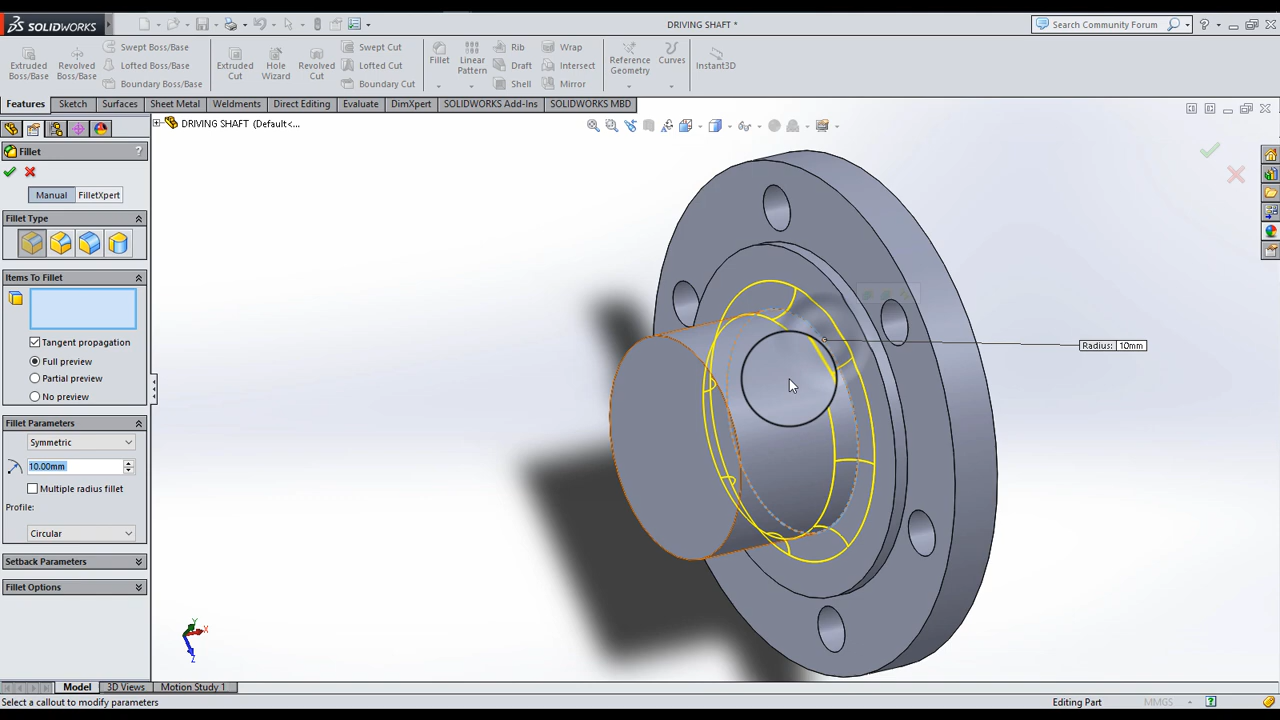 SOLIDWORKS
DRIVING SHAFT *
Search Community Forum
Extruded Boss/Base
Revolved Boss/Base
Swept Boss/Base
Lofted Boss/Base
Boundary Boss/Base
Extruded Cut
Hole Wizard
Revolved Cut
Swept Cut
Lofted Cut
Boundary Cut
Fillet
Linear Pattern
Rib
Draft
Shell
Wrap
Intersect
Mirror
Reference Geometry
Curves
Instant3D
Features Sketch Surfaces Sheet Metal Weldments Direct Editing Evaluate DimXpert SOLIDWORKS Add-Ins SOLIDWORKS MBD
DRIVING SHAFT (Default<...
Fillet
?
Manual FilletXpert
Fillet Type
Items To Fillet
Tangent propagation
Full preview
Partial preview
No preview
Fillet Parameters
Symmetric
10.00mm
Multiple radius fillet
Profile:
Circular
Setback Parameters
Fillet Options
Radius: 10mm
Y
X
Z
Model 3D Views Motion Study 1
Select a callout to modify parameters
Editing Part
MMGS
?